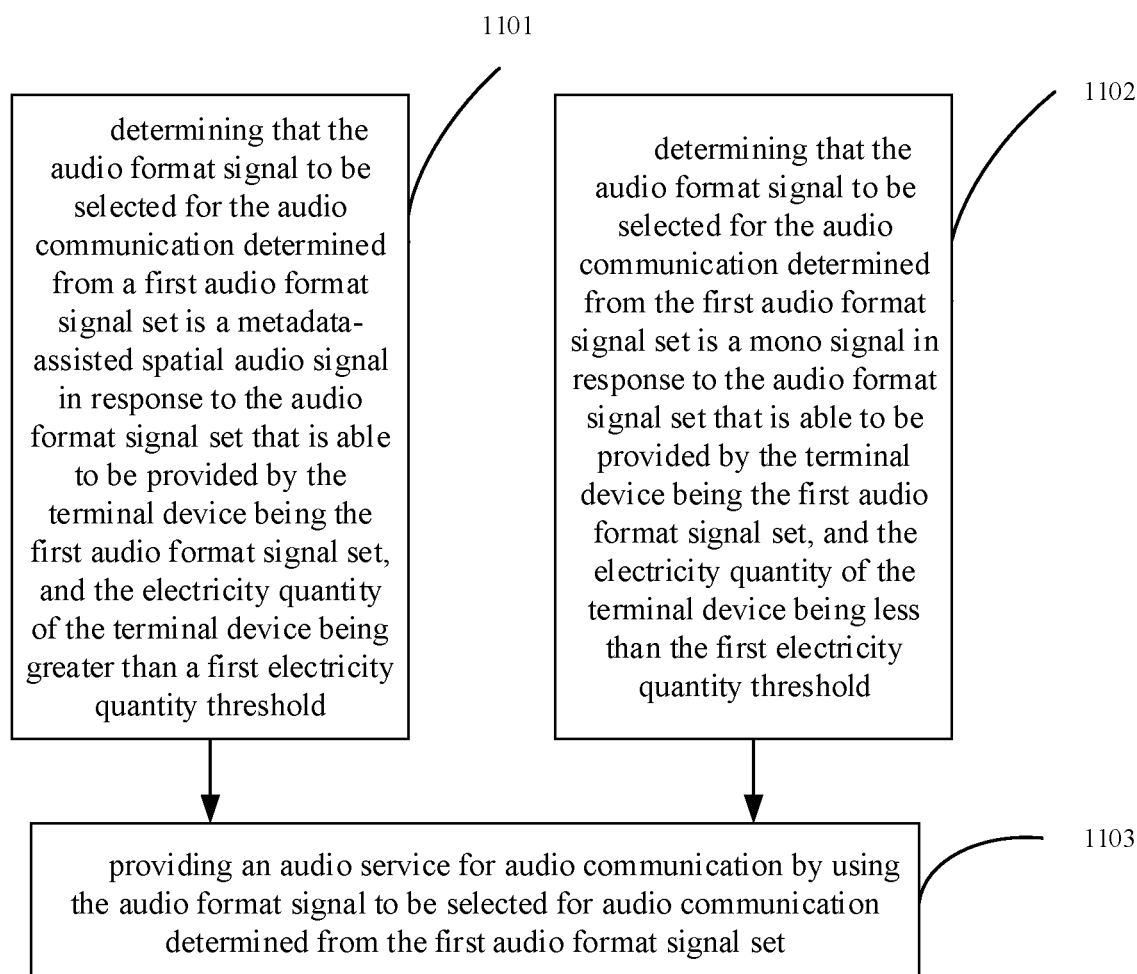 1101
1102
determining that the
audio format signal to be
selected for the audio
communication determined
from a first audio format
signal set is a metadata-
assisted spatial audio signal
in response to the audio
format signal set that is able
to be provided by the
terminal device being the
first audio format signal set,
and the electricity quantity
of the terminal device being
greater than a first electricity
quantity threshold
determining that the
audio format signal to be
selected for the audio
communication determined
from the first audio format
signal set is a mono signal in
response to the audio format
signal set that is able to be
provided by the terminal
device being the first audio
format signal set, and the
electricity quantity of the
terminal device being less
than the first electricity
quantity threshold
1103
providing an audio service for audio communication by using
the audio format signal to be selected for audio communication
determined from the first audio format signal set